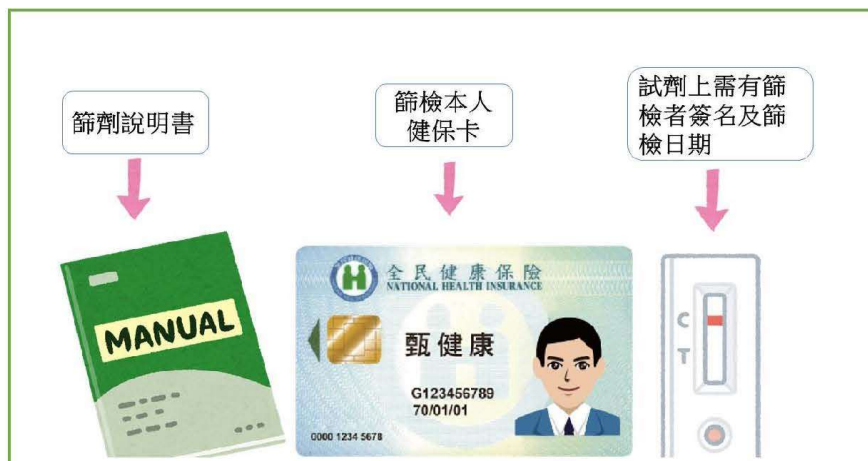 篩劑說明書
篩檢本人
健保卡
試劑上需有篩
檢者簽名及篩
檢日期
MANUAL
全民健康保險
NATIONAL HEALTH INSURANCE
甄健康
G123456789
70/01/01
0000 1234 5678
C
T